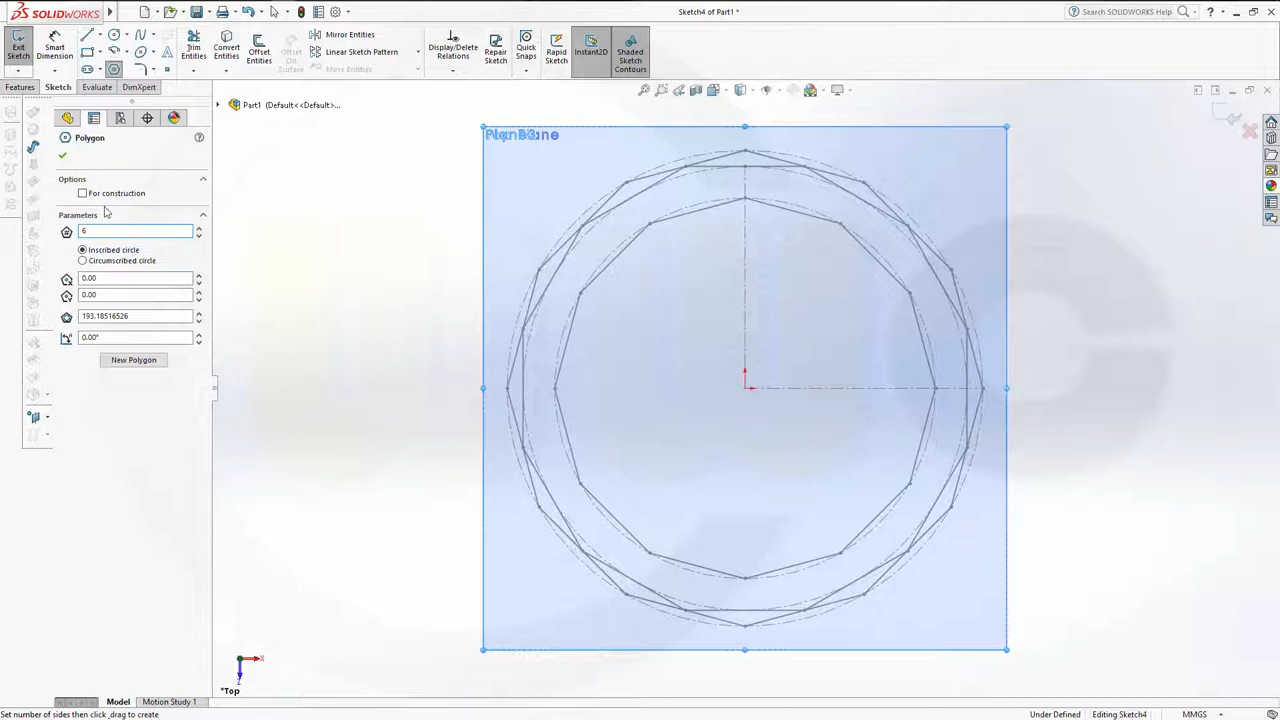 SOLIDWORKS
Sketch4 of Part1 *
Search SOLIDWORKS Help
?
Exit
Sketch
Smart
Dimension
Trim
Entities
Convert
Entities
Offset
Entities
Offset
On
Surface
Mirror Entities
Linear Sketch Pattern
Move Entities
Display/Delete
Relations
Repair
Sketch
Quick
Snaps
Rapid
Sketch
Instant2D
Shaded
Sketch
Contours
Features
Sketch
Evaluate
DimXpert
Part1 (Default<<Default>...
Polygon
Options
For construction
Parameters
6
Inscribed circle
Circumscribed circle
0.00
0.00
193.18516526
0.00°
New Polygon
X
Z
*Top
Model
Motion Study 1
Set number of sides then click _drag to create
Under Defined
Editing Sketch4
MMGS